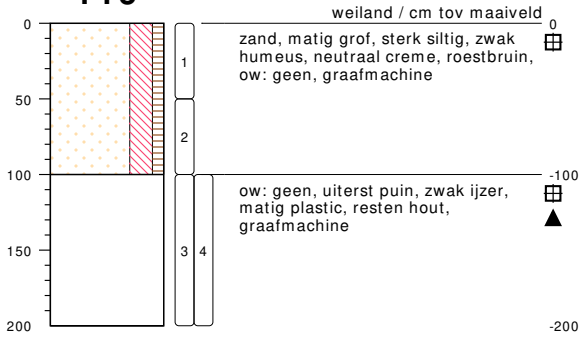 weiland / cm tov maaiveld
0
0
zand, matig grof, sterk siltig, zwak
humeus, neutraal creme, roestbruin,
ow: geen, graafmachine
1
50
2
100
-100
ow: geen, uiterst puin, zwak ijzer,
matig plastic, resten hout,
graafmachine
150
3
4
200
-200